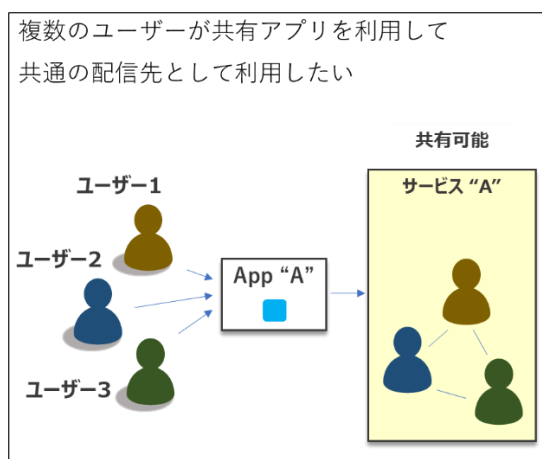 複数のユーザーが共有アプリを利用して
共通の配信先として利用したい
共有可能
サービス “A”
ユーザー1
ユーザー2
App “A”
ユーザー3